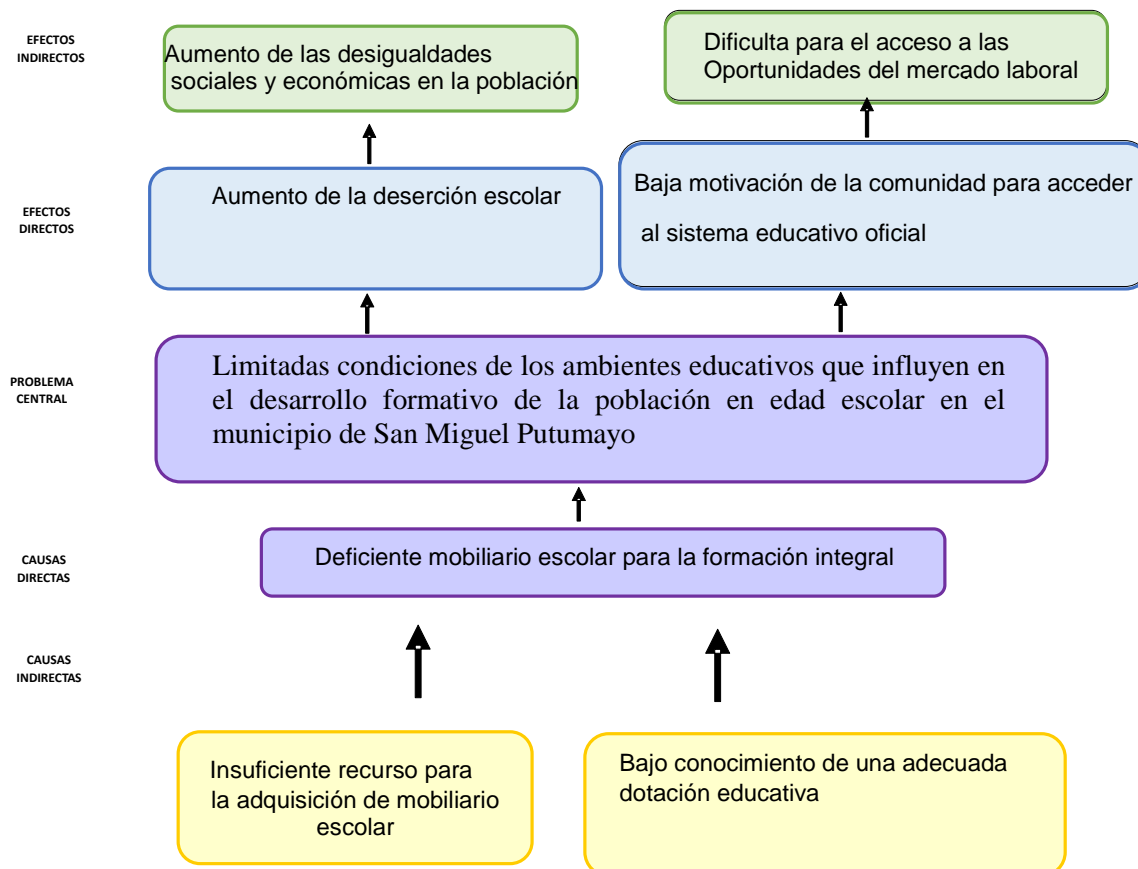 EFECTOS
INDIRECTOS
Aumento de las desigualdades
sociales y económicas en la población
Dificulta para el acceso a las
Oportunidades del mercado laboral
EFECTOS
DIRECTOS
Aumento de la deserción escolar
Baja motivación de la comunidad para acceder
al sistema educativo oficial
PROBLEMA
CENTRAL
Limitadas condiciones de los ambientes educativos que influyen en
el desarrollo formativo de la población en edad escolar en el
municipio de San Miguel Putumayo
CAUSAS
DIRECTAS
Deficiente mobiliario escolar para la formación integral
CAUSAS
INDIRECTAS
Insuficiente recurso para
la adquisición de mobiliario
escolar
Bajo conocimiento de una adecuada
dotación educativa